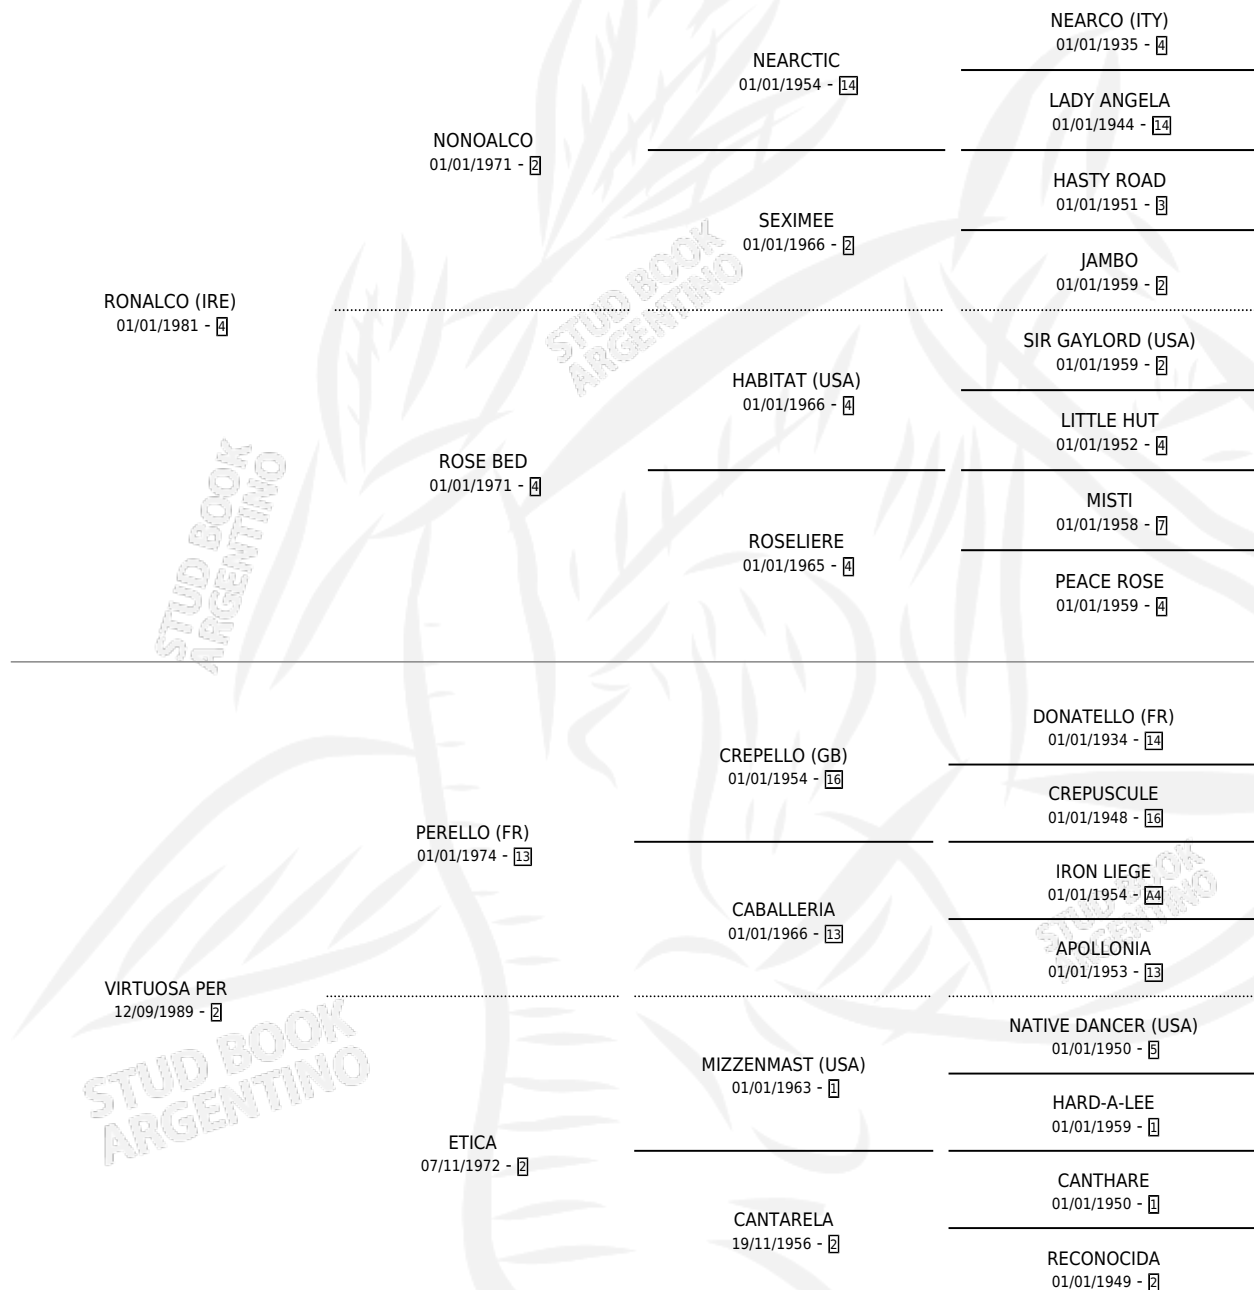 NEARCO (ITY)
01/01/1935 - 4
NEARCTIC
01/01/1954 - 14
LADY ANGELA
01/01/1944 - 14
NONOALCO
01/01/1971 - 2
HASTY ROAD
01/01/1951 - 3
SEXIMEE
01/01/1966 - 2
JAMBO
01/01/1959 - 2
RONALCO (IRE)
01/01/1981 - 4
SIR GAYLORD (USA)
01/01/1959 - 2
HABITAT (USA)
01/01/1966 - 4
LITTLE HUT
01/01/1952 - 4
ROSE BED
01/01/1971 - 4
MISTI
01/01/1958 - 7
ROSELIERE
01/01/1965 - 4
PEACE ROSE
01/01/1959 - 4
DONATELLO (FR)
01/01/1934 - 14
CREPELLO (GB)
01/01/1954 - 16
CREPUSCULE
01/01/1948 - 16
PERELLO (FR)
01/01/1974 - 13
IRON LIEGE
01/01/1954 - A4
CABALLERIA
01/01/1966 - 13
APOLLONIA
01/01/1953 - 13
VIRTUOSA PER
12/09/1989 - 2
NATIVE DANCER (USA)
01/01/1950 - 5
MIZZENMAST (USA)
01/01/1963 - 1
HARD-A-LEE
01/01/1959 - 1
ETICA
07/11/1972 - 2
CANTHARE
01/01/1950 - 1
CANTARELA
19/11/1956 - 2
RECONOCIDA
01/01/1949 - 2
STUD BOOK
ARGENTINO
STUD BOOK
ARGENTINO
STUD BOOK
ARGENTINO
STUD BOOK
ARGENTINO